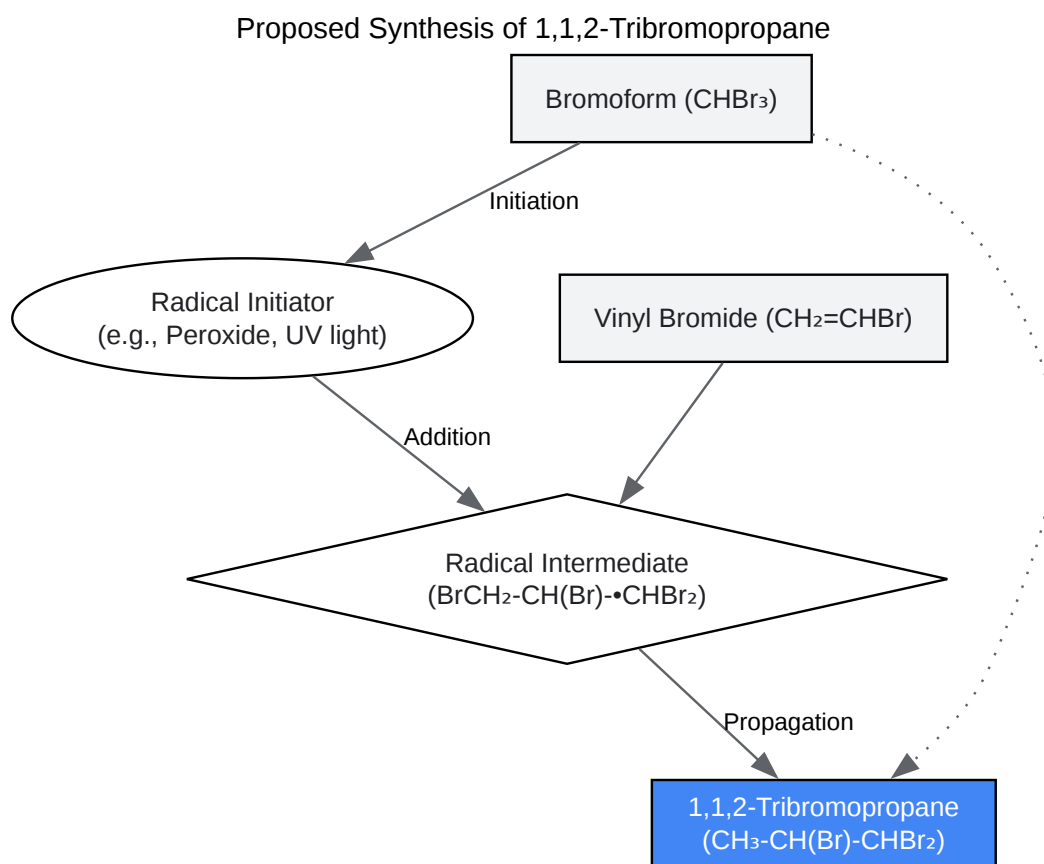 Proposed Synthesis of 1,1,2-Tribromopropane
Bromoform (CHBr₃)
Initiation
Radical Initiator
(e.g., Peroxide, UV light)
Vinyl Bromide (CH₂=CHBr)
Addition
Radical Intermediate
(BrCH₂-CH(Br)-•CHBr₂)
Propagation
1,1,2-Tribromopropane
(CH₃-CH(Br)-CHBr₂)